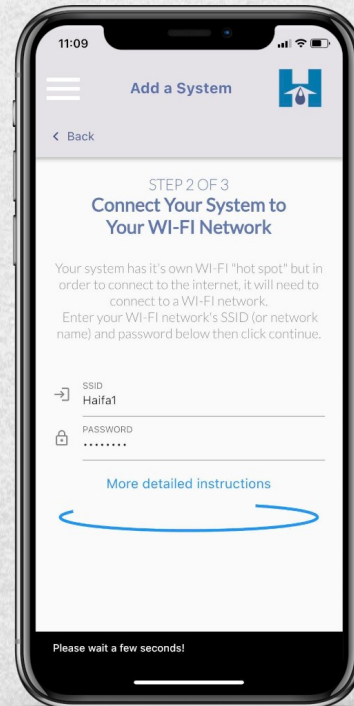 11:09
Add a System
H
< Back
STEP 2 OF 3
Connect Your System to
Your WI-FI Network
Your system has it's own WI-FI "hot spot" but in
order to connect to the internet, it will need to
connect to a WI-FI network.
Enter your WI-FI network's SSID (or network
name) and password below then click continue.
SSID
Haifa1
PASSWORD
········
More detailed instructions
Please wait a few seconds!